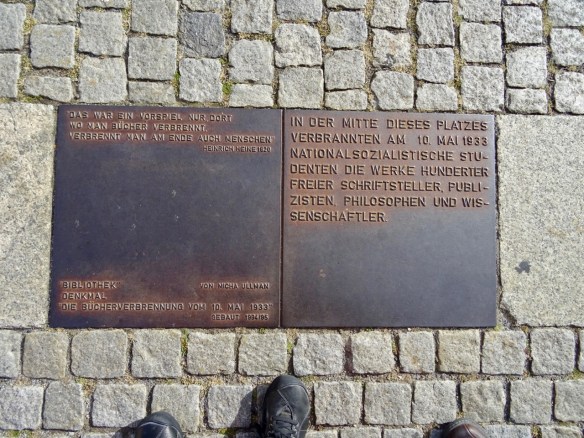 DAS WAR EIN VORSPIEL NUR, DORT
WO MAN BÜCHER VERBRENNT,
VERBRENNT MAN AM ENDE AUCH MENSCHEN"
HEINRICH HEINE 1820
"BIBLIOTHEK" VON MICHA ULLMAN
DENKMAL
"DIE BÜCHERVERBRENNUNG VOM 10. MAI 1933"
GEBAUT 1994/95
IN DER MITTE DIESES PLATZES
VERBRANNTEN AM 10. MAI 1933
NATIONALSOZIALISTISCHE STU-
DENTEN DIE WERKE HUNDERTER
FREIER SCHRIFTSTELLER, PUBLI-
ZISTEN, PHILOSOPHEN UND WIS-
SENSCHAFTLER.